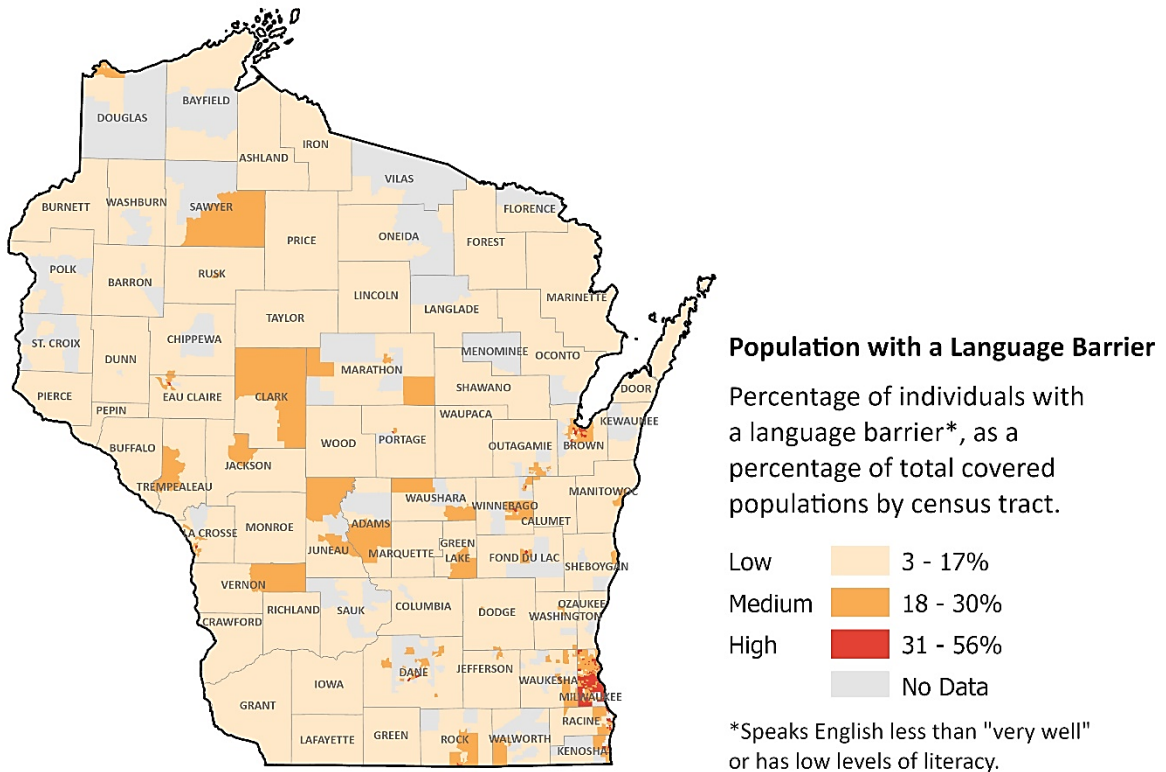 BAYFIELD
DOUGLAS
IRON
ASHLAND
VILAS
BURNETT
WASHBURN
SAWYER
FLORENCE
PRICE
ONEIDA
FOREST
POLK
BARRON
RUSK
LINCOLN
MARINETTE
TAYLOR
LANGLADE
ST. CROIX
CHIPPEWA
DUNN
MENOMINEE
OCONTO
MARATHON
PIERCE
EAU CLAIRE
CLARK
SHAWANO
DOOR
PEPIN
WAUPACA
KEWAUNEE
BUFFALO
WOOD
PORTAGE
OUTAGAMIE
BROWN
JACKSON
TREMPEALEAU
WAUSHARA
WINNEBAGO
MANITOWOC
CALUMET
LA CROSSE
MONROE
ADAMS
JUNEAU
MARQUETTE
GREEN
LAKE
FOND DU LAC
SHEBOYGAN
VERNON
RICHLAND
SAUK
COLUMBIA
DODGE
OZAUKEE
WASHINGTON
CRAWFORD
DANE
JEFFERSON
WAUKESHA
MILWAUKEE
IOWA
GRANT
LAFAYETTE
GREEN
ROCK
WALWORTH
RACINE
KENOSHA
Population with a Language Barrier
Percentage of individuals with
a language barrier*, as a
percentage of total covered
populations by census tract.
Low 3 - 17%
Medium 18 - 30%
High 31 - 56%
No Data
*Speaks English less than "very well"
or has low levels of literacy.